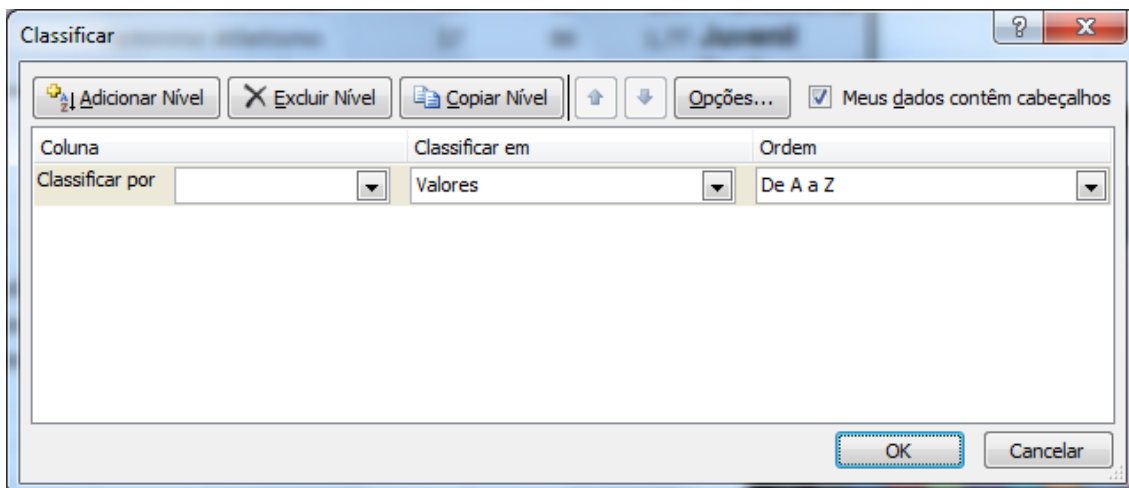 Classificar
Adicionar Nível Excluir Nível Copiar Nível Opções... Meus dados contêm cabeçalhos
Coluna Classificar em Ordem
Classificar por Valores De A a Z
OK Cancelar